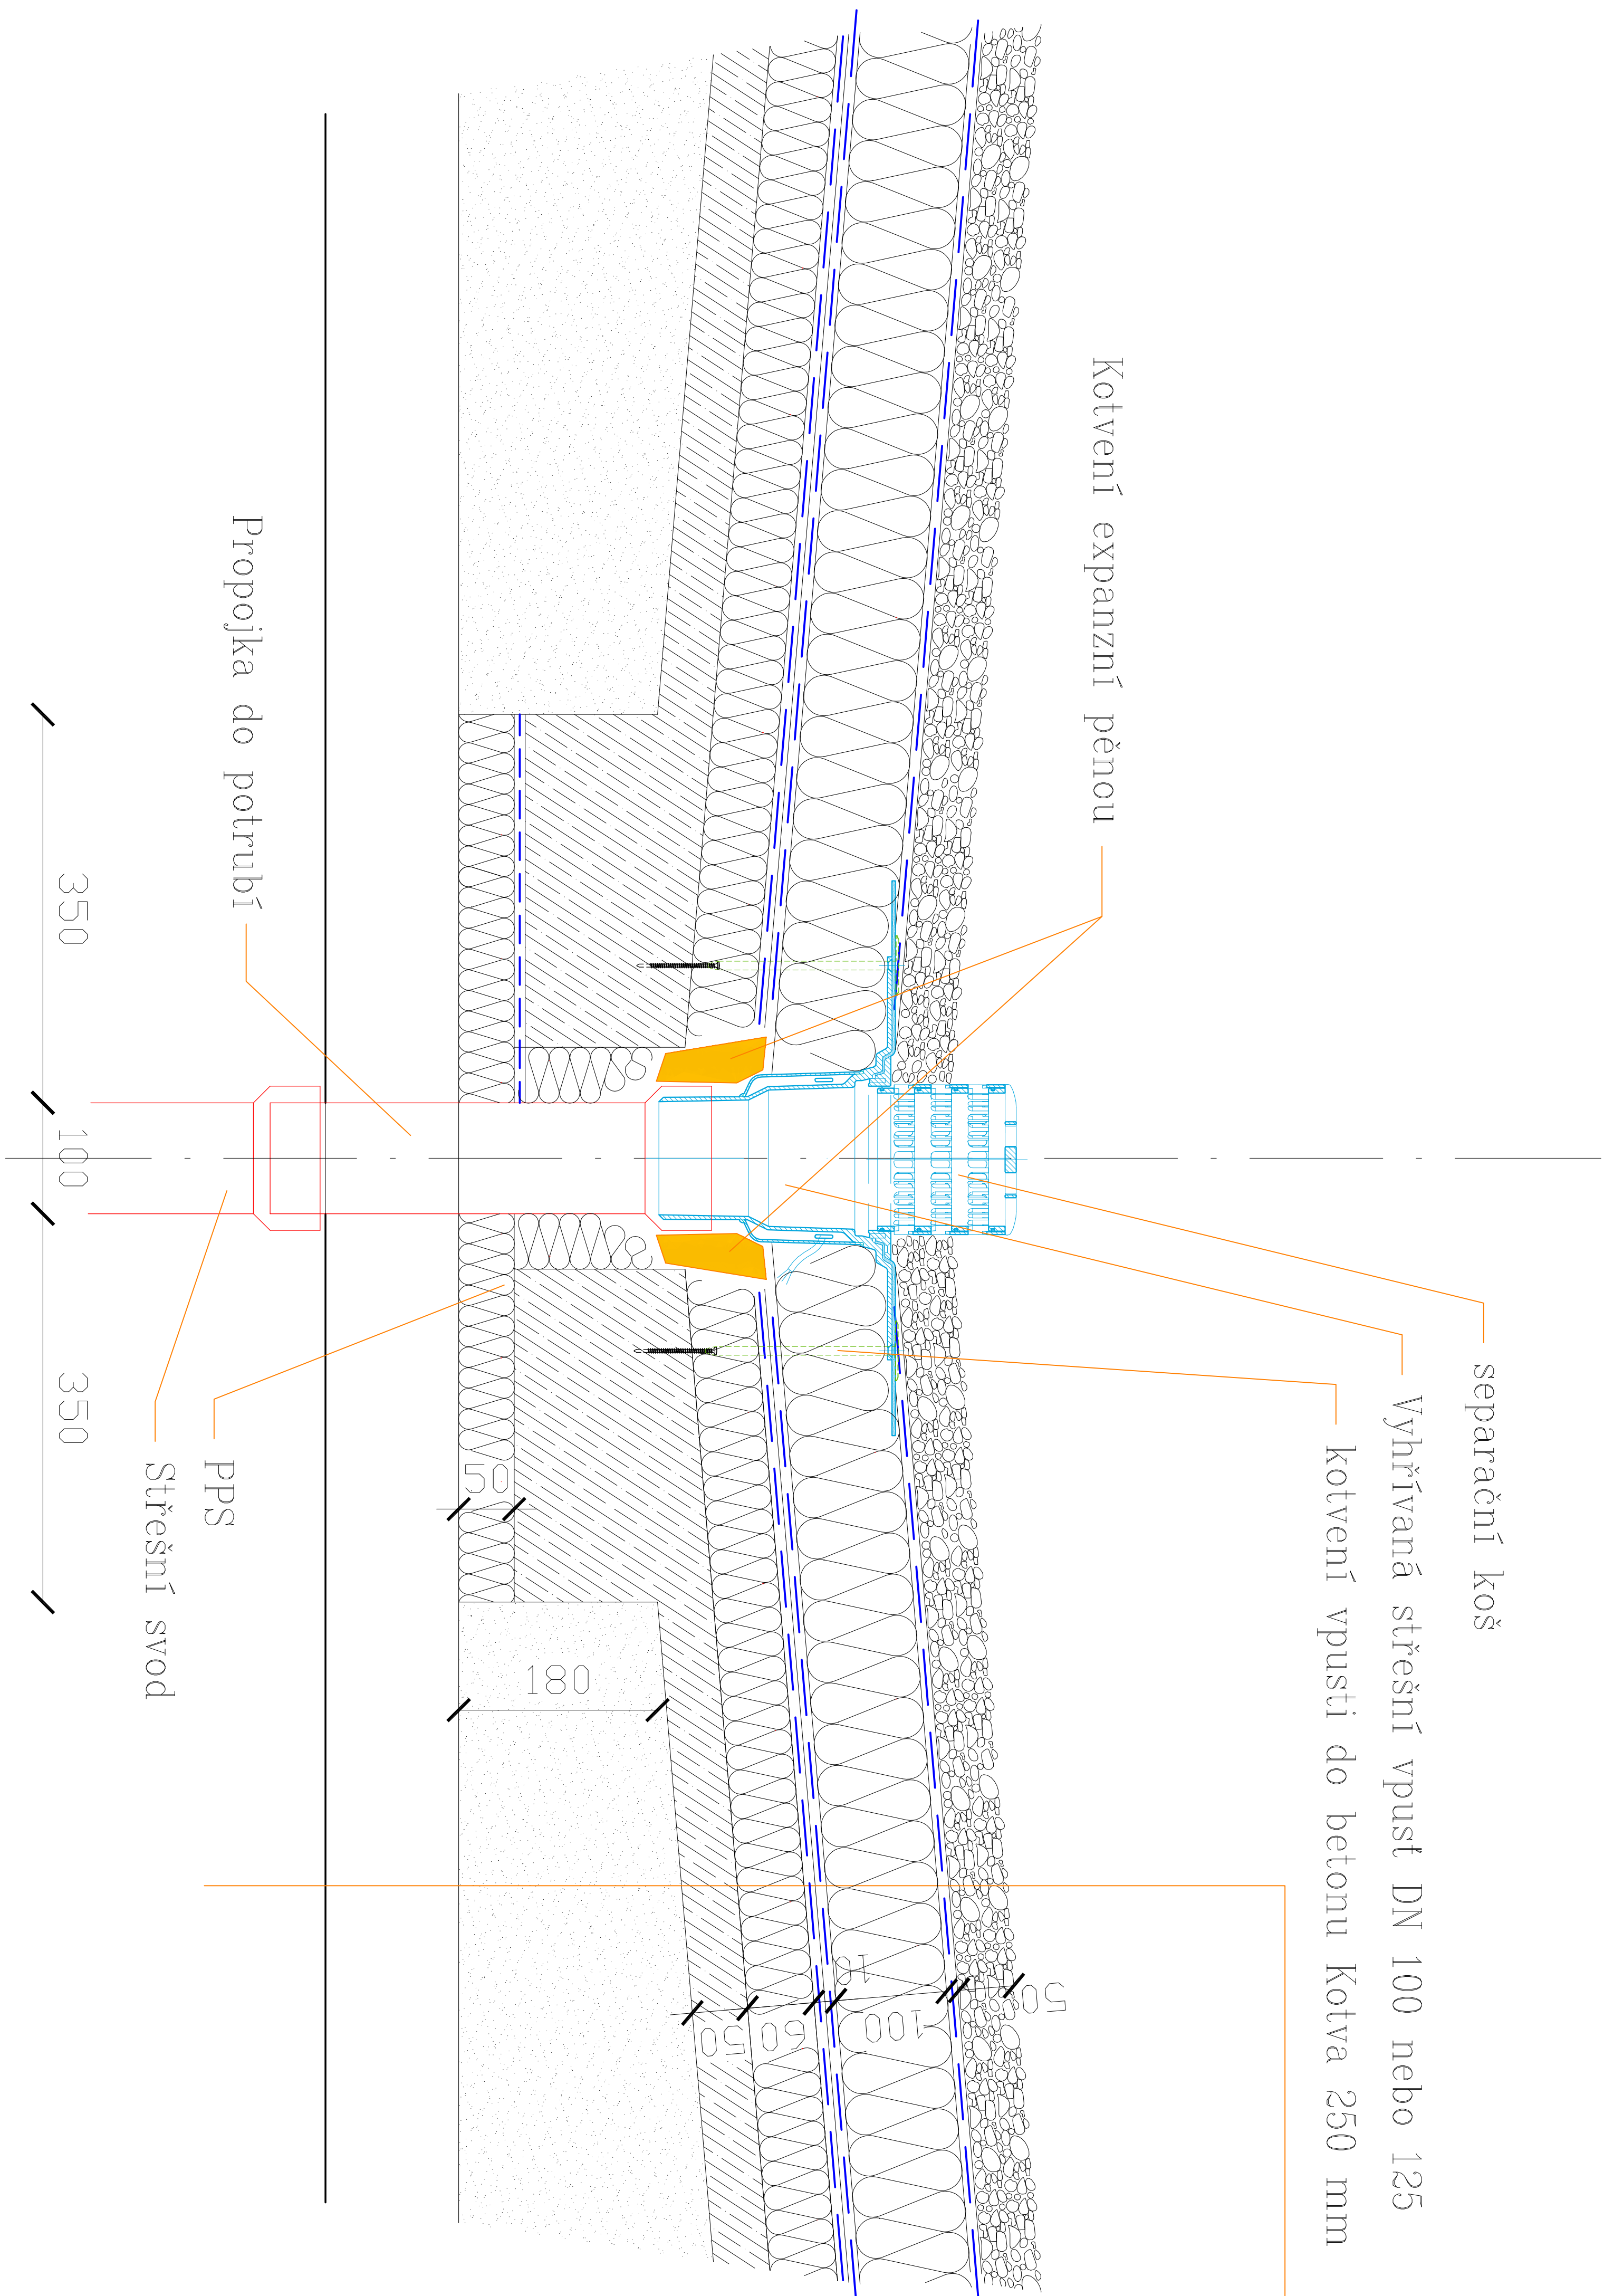 separační koš
Vyhřívaná střešní vpusť DN 100 nebo 125
kotvení vpusti do betonu Kotva 250 mm
Kotvení expanzní pěnou
50
100
10
60
50
180
50
Propojka do potrubí
PPS
Střešní svod
350
100
350